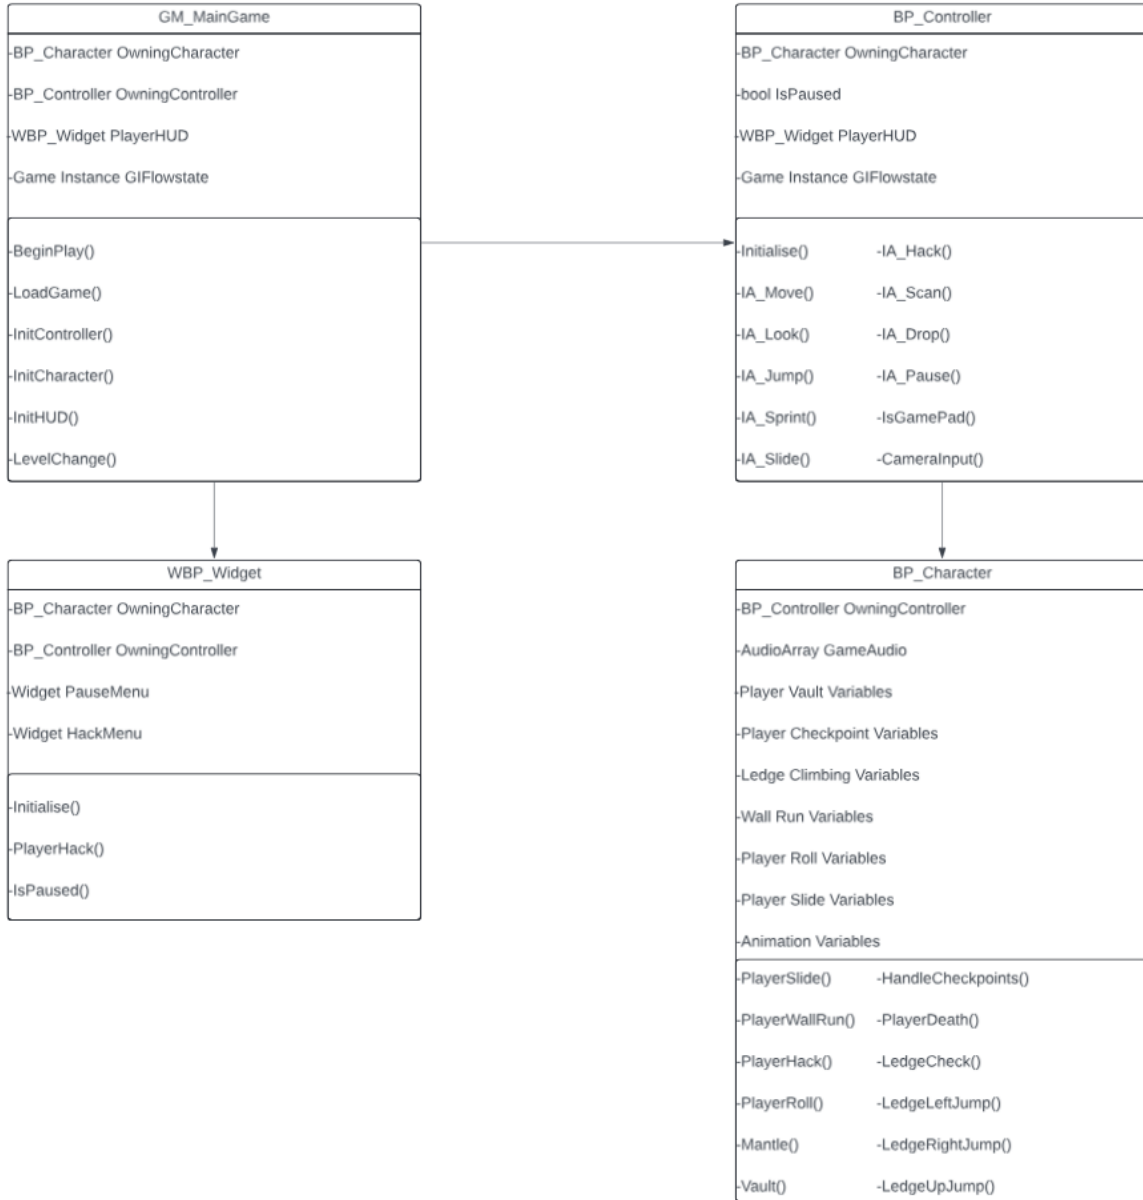 GM_MainGame
-BP_Character OwningCharacter
-BP_Controller OwningController
-WBP_Widget PlayerHUD
-Game Instance GIFlowstate
-BeginPlay()
-LoadGame()
-InitController()
-InitCharacter()
-InitHUD()
-LevelChange()
BP_Controller
-BP_Character OwningCharacter
-bool IsPaused
-WBP_Widget PlayerHUD
-Game Instance GIFlowstate
-Initialise() -IA_Hack()
-IA_Move() -IA_Scan()
-IA_Look() -IA_Drop()
-IA_Jump() -IA_Pause()
-IA_Sprint() -IsGamePad()
-IA_Slide() -CameraInput()
WBP_Widget
-BP_Character OwningCharacter
-BP_Controller OwningController
-Widget PauseMenu
-Widget HackMenu
-Initialise()
-PlayerHack()
-IsPaused()
BP_Character
-BP_Controller OwningController
-AudioArray GameAudio
-Player Vault Variables
-Player Checkpoint Variables
-Ledge Climbing Variables
-Wall Run Variables
-Player Roll Variables
-Player Slide Variables
-Animation Variables
-PlayerSlide() -HandleCheckpoints()
-PlayerWallRun() -PlayerDeath()
-PlayerHack() -LedgeCheck()
-PlayerRoll() -LedgeLeftJump()
-Mantle() -LedgeRightJump()
-Vault() -LedgeUpJump()